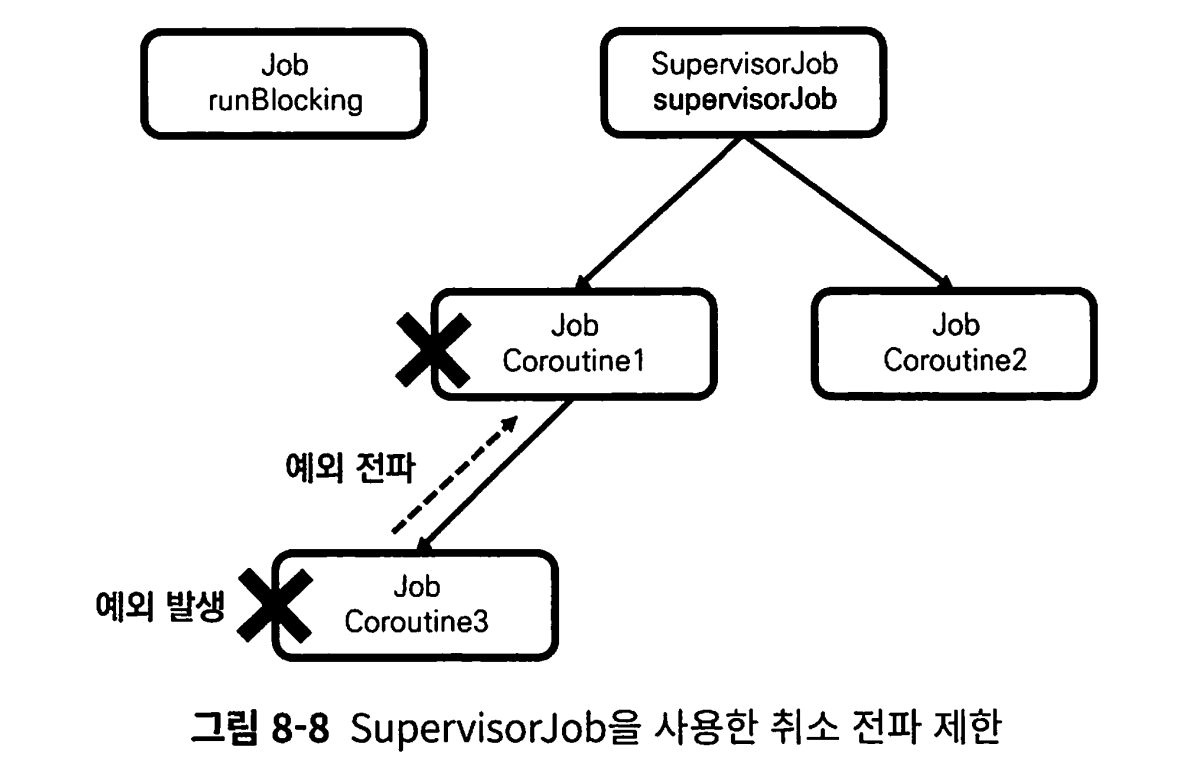 Job
runBlocking
SupervisorJob
supervisorJob
Job
Coroutine1
Job
Coroutine2
예외 전파
예외 발생
Job
Coroutine3
그림 8-8 SupervisorJob을 사용한 취소 전파 제한